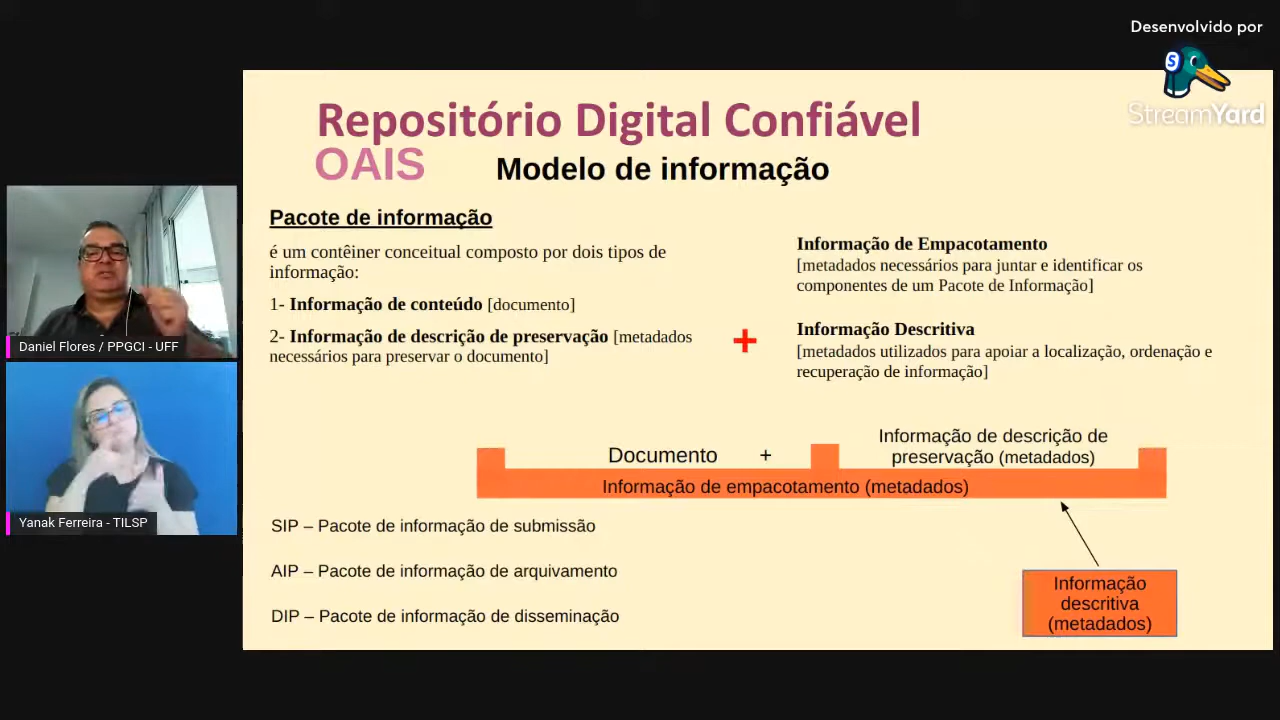 Desenvolvido por
StreamYard
Repositório Digital Confiável
OAIS Modelo de informação
Pacote de informação
é um contêiner conceitual composto por dois tipos de
informação:
1- Informação de conteúdo [documento]
2- Informação de descrição de preservação [metadados
necessários para preservar o documento]
+
Informação de Empacotamento
[metadados necessários para juntar e identificar os
componentes de um Pacote de Informação]
Informação Descritiva
[metadados utilizados para apoiar a localização, ordenação e
recuperação de informação]
Documento +
Informação de descrição de
preservação (metadados)
Informação de empacotamento (metadados)
SIP – Pacote de informação de submissão
AIP – Pacote de informação de arquivamento
DIP – Pacote de informação de disseminação
Informação
descritiva
(metadados)
Daniel Flores / PPGCI - UFF
Yanak Ferreira - TILSP